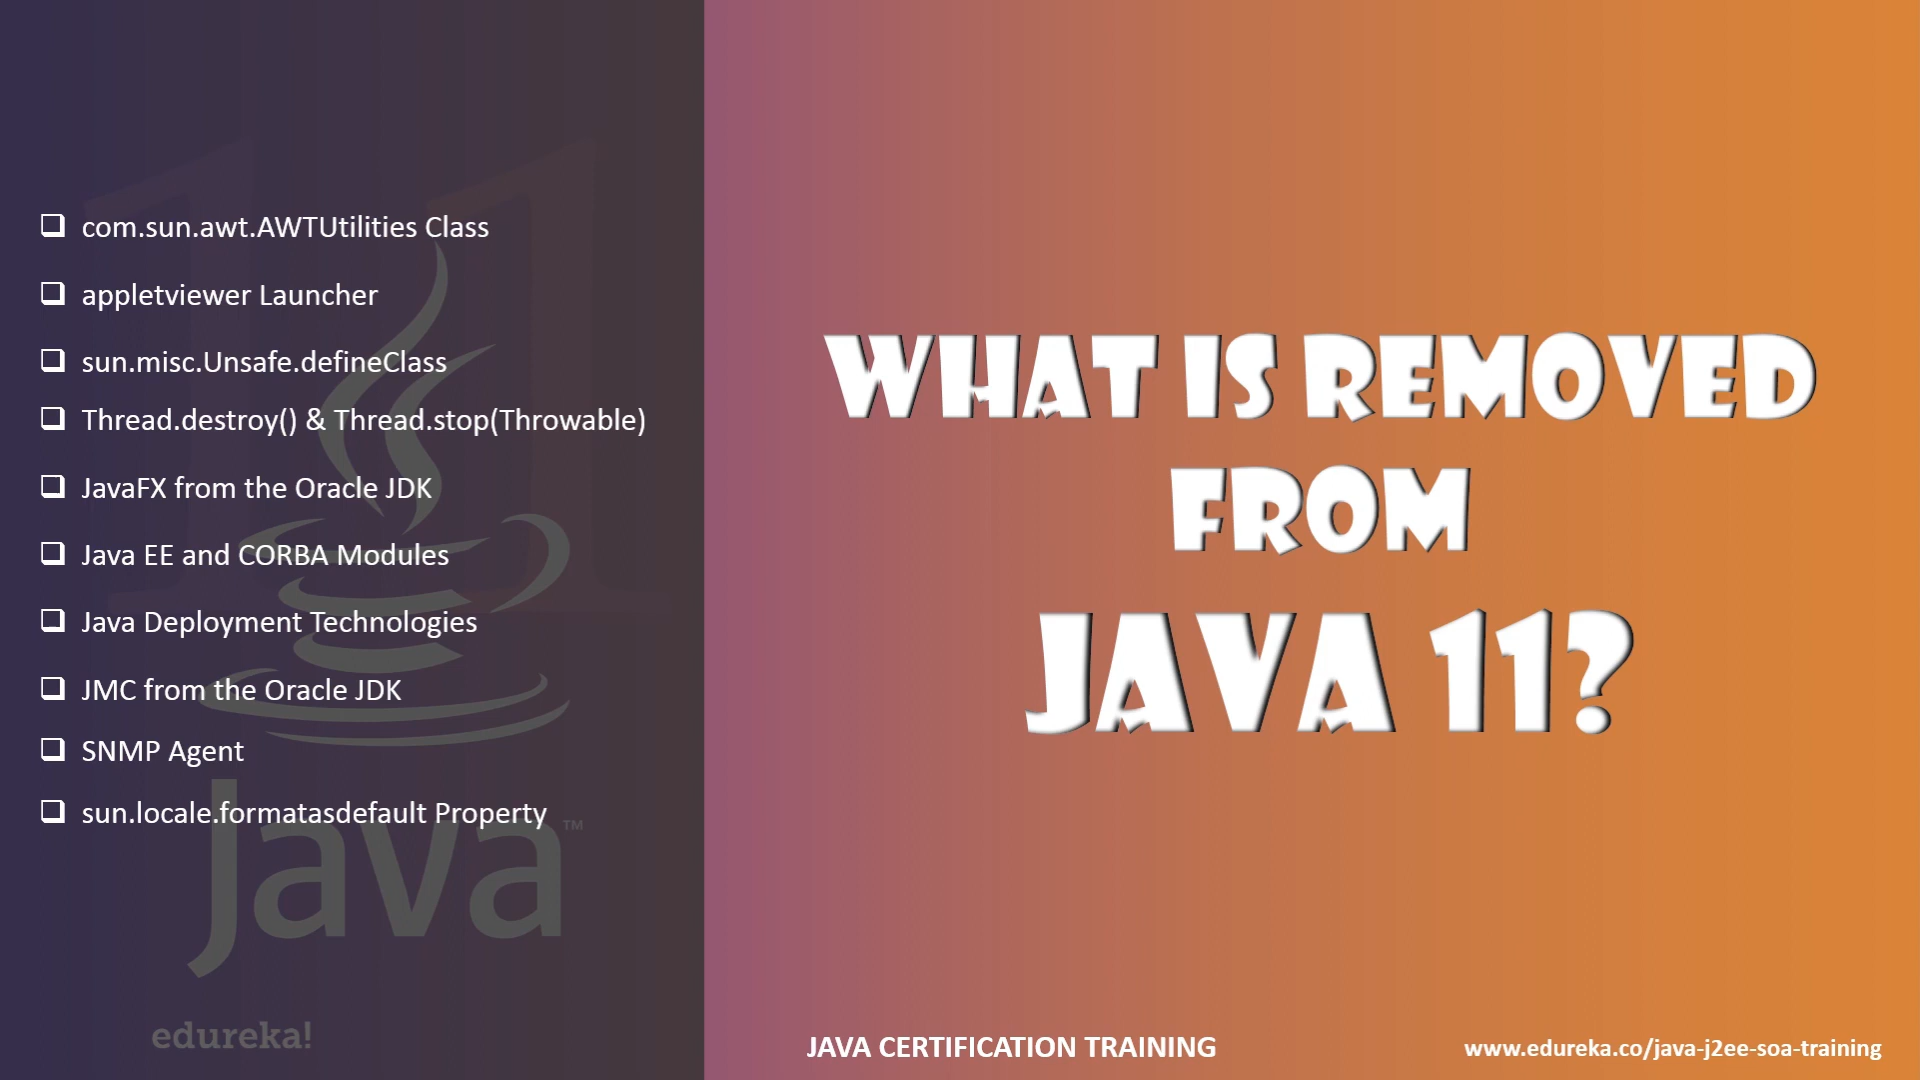 com.sun.awt.AWTUtilities Class
appletviewer Launcher
sun.misc.Unsafe.defineClass
Thread.destroy() & Thread.stop(Throwable)
JavaFX from the Oracle JDK
Java EE and CORBA Modules
Java Deployment Technologies
JMC from the Oracle JDK
SNMP Agent
sun.locale.formatasdefault Property
11
Java™
edureka!
WHAT IS REMOVED
FROM
JAVA 11?
JAVA CERTIFICATION TRAINING
www.edureka.co/java-j2ee-soa-training